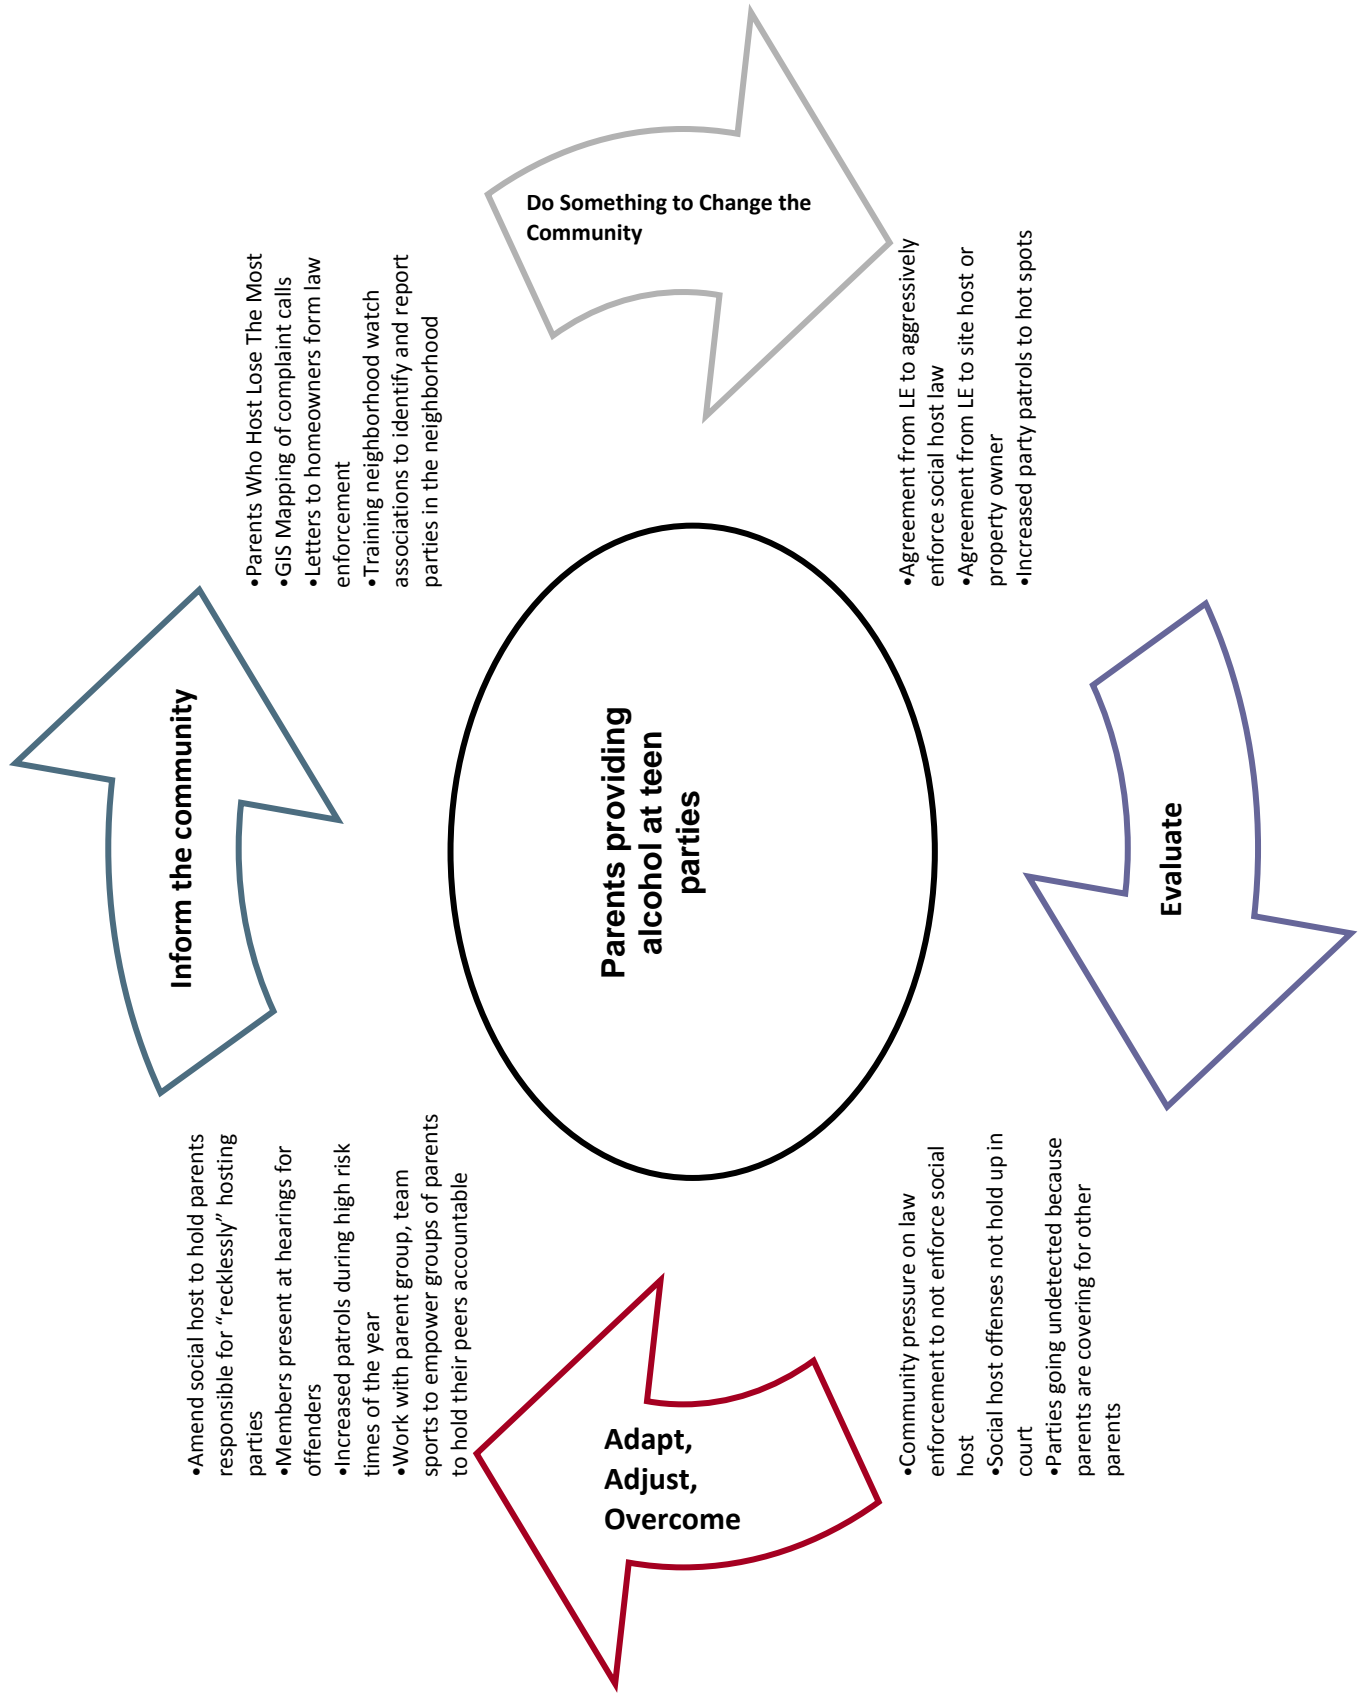 Inform the community
•Parents Who Host Lose The Most
•GIS Mapping of complaint calls
•Letters to homeowners form law
enforcement
•Training neighborhood watch
associations to identify and report
parties in the neighborhood
Do Something to Change the
Community
•Agreement from LE to aggressively
enforce social host law
•Agreement from LE to site host or
property owner
•Increased party patrols to hot spots
Evaluate
•Community pressure on law
enforcement to not enforce social
host
•Social host offenses not hold up in
court
•Parties going undetected because
parents are covering for other
parents
Adapt,
Adjust,
Overcome
•Amend social host to hold parents
responsible for “recklessly” hosting
parties
•Members present at hearings for
offenders
•Increased patrols during high risk
times of the year
•Work with parent group, team
sports to empower groups of parents
to hold their peers accountable
Parents providing
alcohol at teen
parties